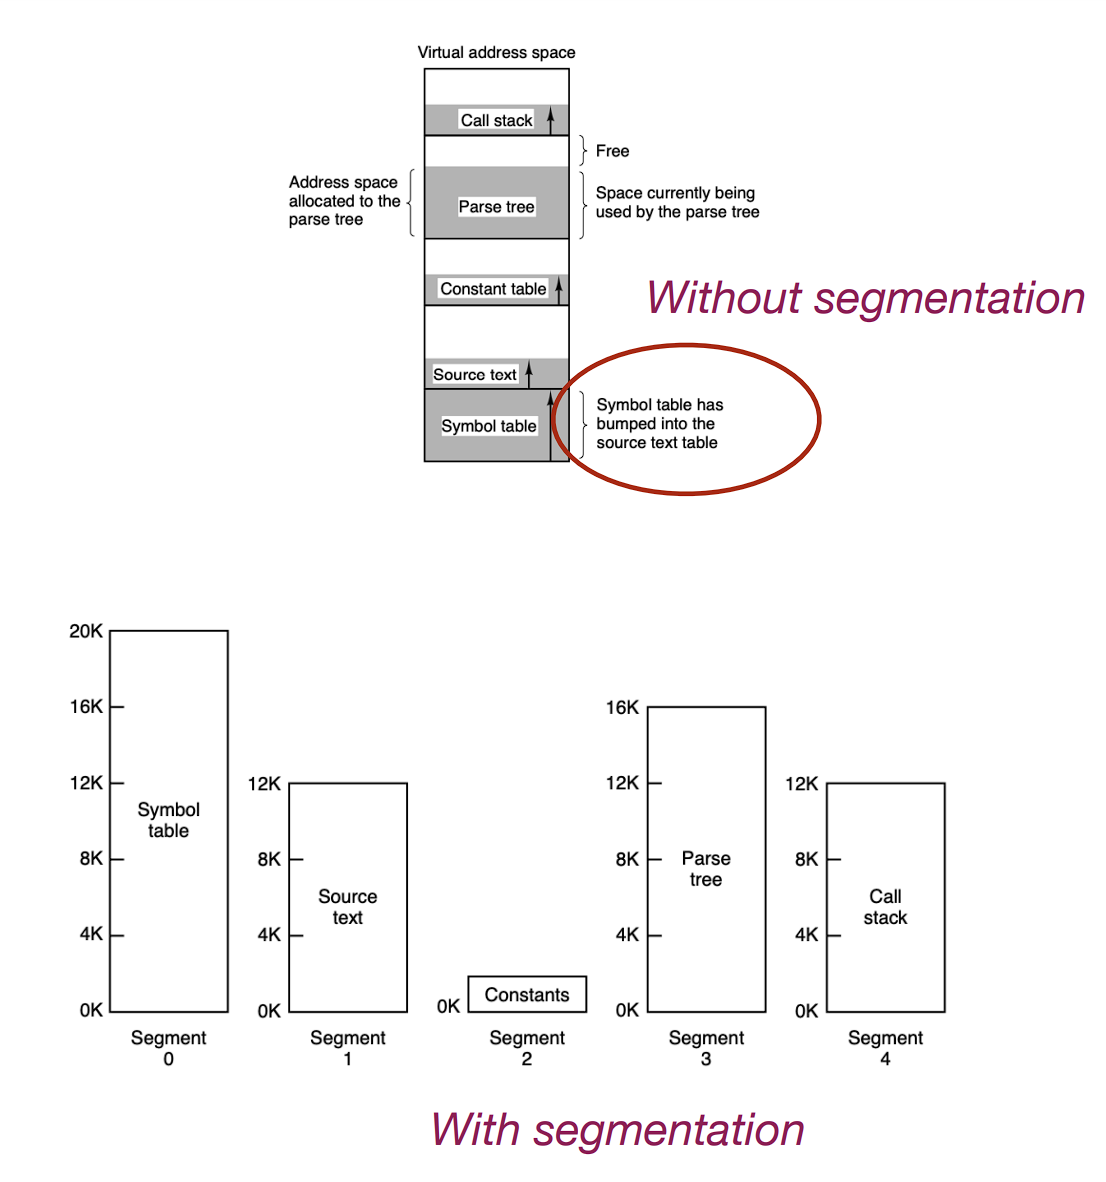 Virtual address space
Call stack
Free
Address space
allocated to the
parse tree
Parse tree
Space currently being
used by the parse tree
Constant table
Without segmentation
Source text
Symbol table
Symbol table has
bumped into the
source text table
20K
16K
12K
8K
4K
0K
Symbol
table
Segment
0
12K
8K
4K
0K
Source
text
Segment
1
0K
Constants
Segment
2
16K
12K
8K
4K
0K
Parse
tree
Segment
3
12K
8K
4K
0K
Call
stack
Segment
4
With segmentation